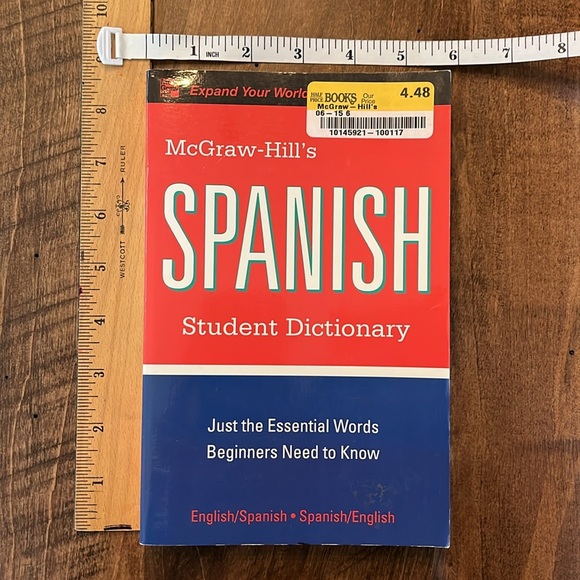 1 INCH 2 3 4 5 6 7 8
10
9
8
7
6
5
4
3
2
1
WESTCOTT
RULER
Expand Your World
HALF PRICE BOOKS Our Price 4.48
McGraw-Hill's
06-15 6
10145921-100117
McGraw-Hill's
SPANISH
Student Dictionary
Just the Essential Words
Beginners Need to Know
English/Spanish • Spanish/English